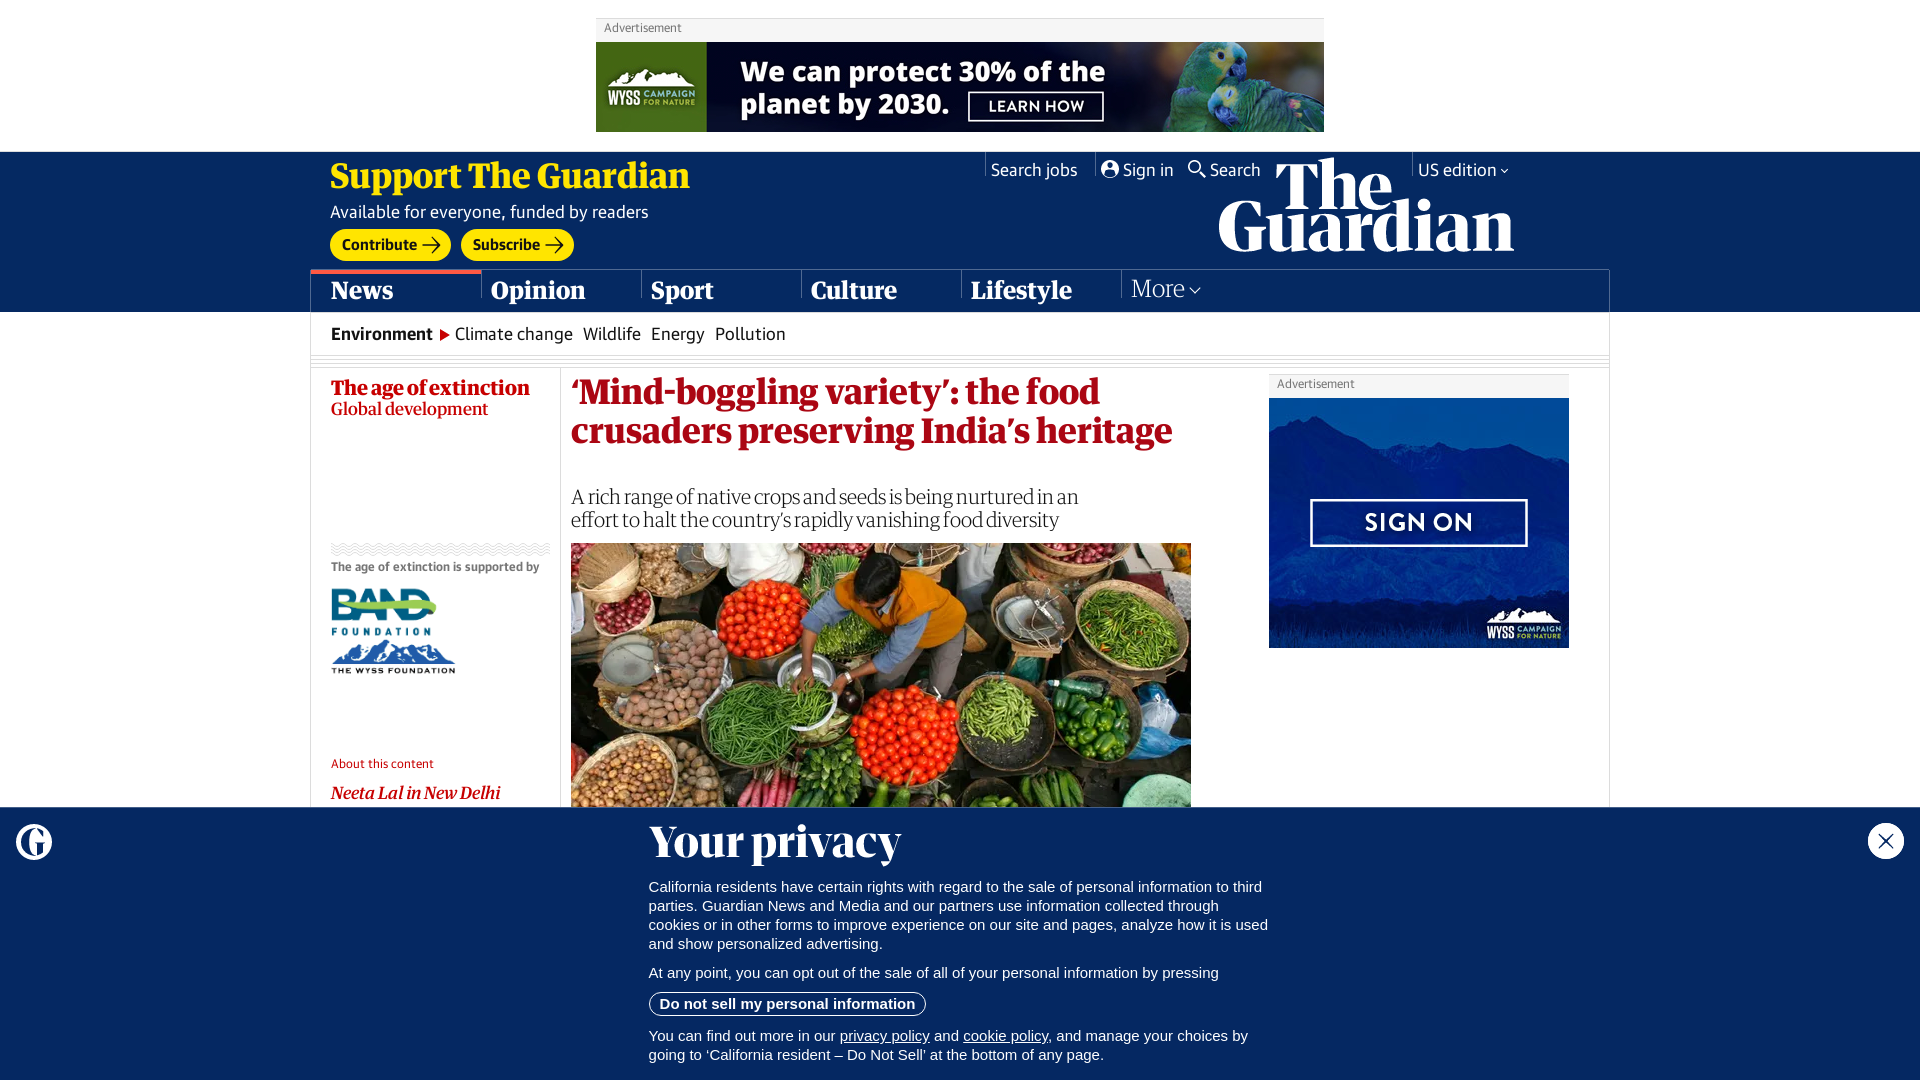 Advertisement
WYSS CAMPAIGN
FOR NATURE
We can protect 30% of the
planet by 2030.
LEARN HOW
Support The Guardian
Available for everyone, funded by readers
Contribute
Subscribe
Search jobs
Sign in
Search
US edition
The
Guardian
News
Opinion
Sport
Culture
Lifestyle
More
Environment
Climate change
Wildlife
Energy
Pollution
The age of extinction
Global development
‘Mind-boggling variety’: the food
crusaders preserving India’s heritage
A rich range of native crops and seeds is being nurtured in an
effort to halt the country’s rapidly vanishing food diversity
Advertisement
SIGN ON
WYSS CAMPAIGN
FOR NATURE
The age of extinction is supported by
BAND
FOUNDATION
THE WYSS FOUNDATION
About this content
Neeta Lal in New Delhi
G
Your privacy
California residents have certain rights with regard to the sale of personal information to third
parties. Guardian News and Media and our partners use information collected through
cookies or in other forms to improve experience on our site and pages, analyze how it is used
and show personalized advertising.
At any point, you can opt out of the sale of all of your personal information by pressing
Do not sell my personal information
You can find out more in our privacy policy and cookie policy, and manage your choices by
going to ‘California resident – Do Not Sell’ at the bottom of any page.